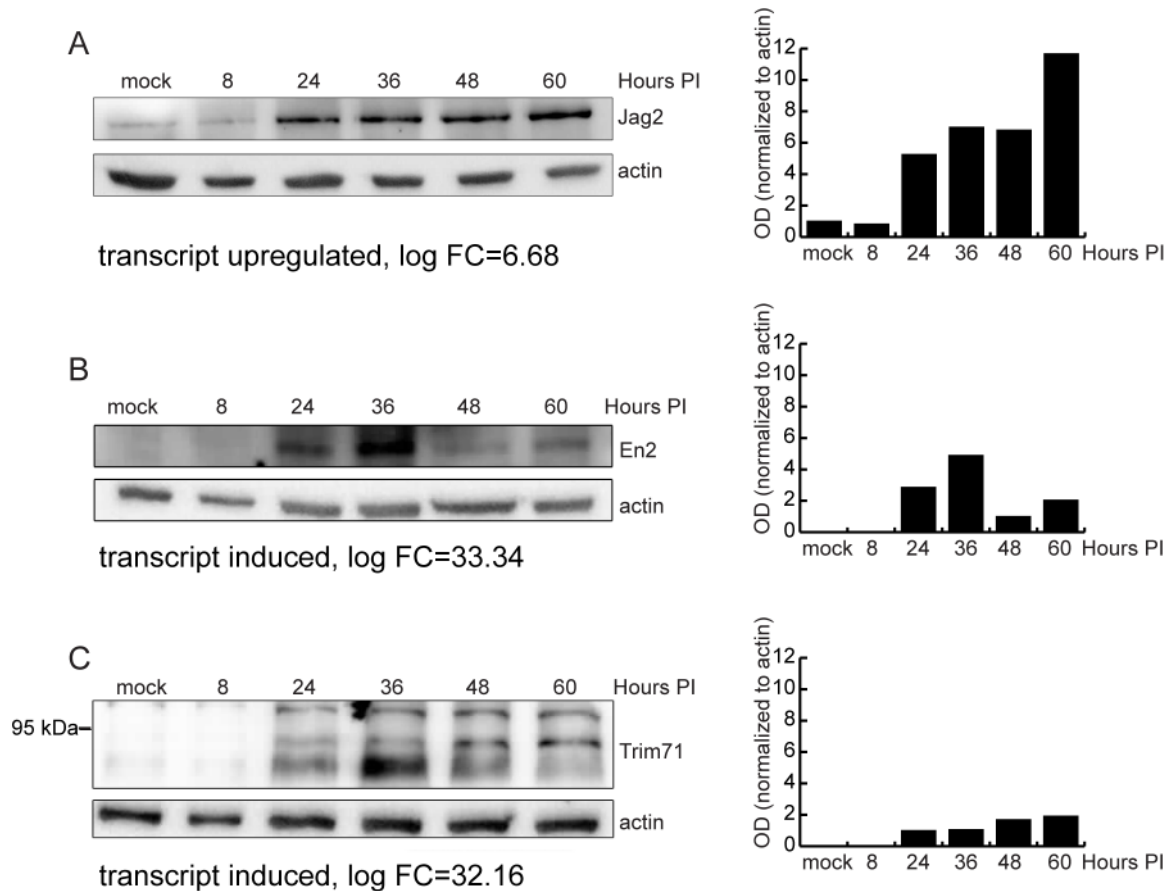 A
mock 8 24 36 48 60 Hours PI
Jag2
actin
transcript upregulated, log FC=6.68
OD (normalized to actin)
12
10
8
6
4
2
0
mock 8 24 36 48 60 Hours PI
B
mock 8 24 36 48 60 Hours PI
En2
actin
transcript induced, log FC=33.34
OD (normalized to actin)
12
10
8
6
4
2
0
mock 8 24 36 48 60 Hours PI
C
mock 8 24 36 48 60 Hours PI
95 kDa
Trim71
actin
transcript induced, log FC=32.16
OD (normalized to actin)
12
10
8
6
4
2
0
mock 8 24 36 48 60 Hours PI